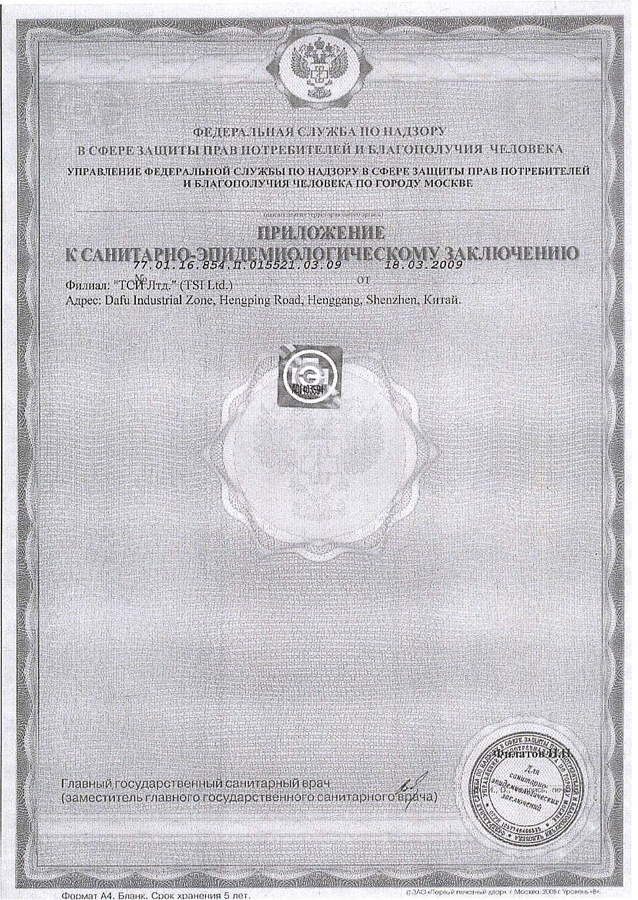 ФЕДЕРАЛЬНАЯ СЛУЖБА ПО НАДЗОРУ
В СФЕРЕ ЗАЩИТЫ ПРАВ ПОТРЕБИТЕЛЕЙ И БЛАГОПОЛУЧИЯ ЧЕЛОВЕКА
УПРАВЛЕНИЕ ФЕДЕРАЛЬНОЙ СЛУЖБЫ ПО НАДЗОРУ В СФЕРЕ ЗАЩИТЫ ПРАВ ПОТРЕБИТЕЛЕЙ
И БЛАГОПОЛУЧИЯ ЧЕЛОВЕКА ПО ГОРОДУ МОСКВЕ
(наименование территориального органа)
ПРИЛОЖЕНИЕ
К САНИТАРНО-ЭПИДЕМИОЛОГИЧЕСКОМУ ЗАКЛЮЧЕНИЮ
77.01.16.854.П.015521.03.09 18.03.2009
№ ОТ
Филиал: "ТСИ Лтд." (TSI Ltd.)
Адрес: Dafu Industrial Zone, Hengping Road, Henggang, Shenzhen, Китай.
Филатов Н.Н.
Для
санитарно-
эпидемиологических
заключений
Главный государственный санитарный врач
(заместитель главного государственного санитарного врача)
Формат А4. Бланк. Срок хранения 5 лет.
© ЗАО «Первый печатный двор», г. Москва, 2008 г. Уровень «В».